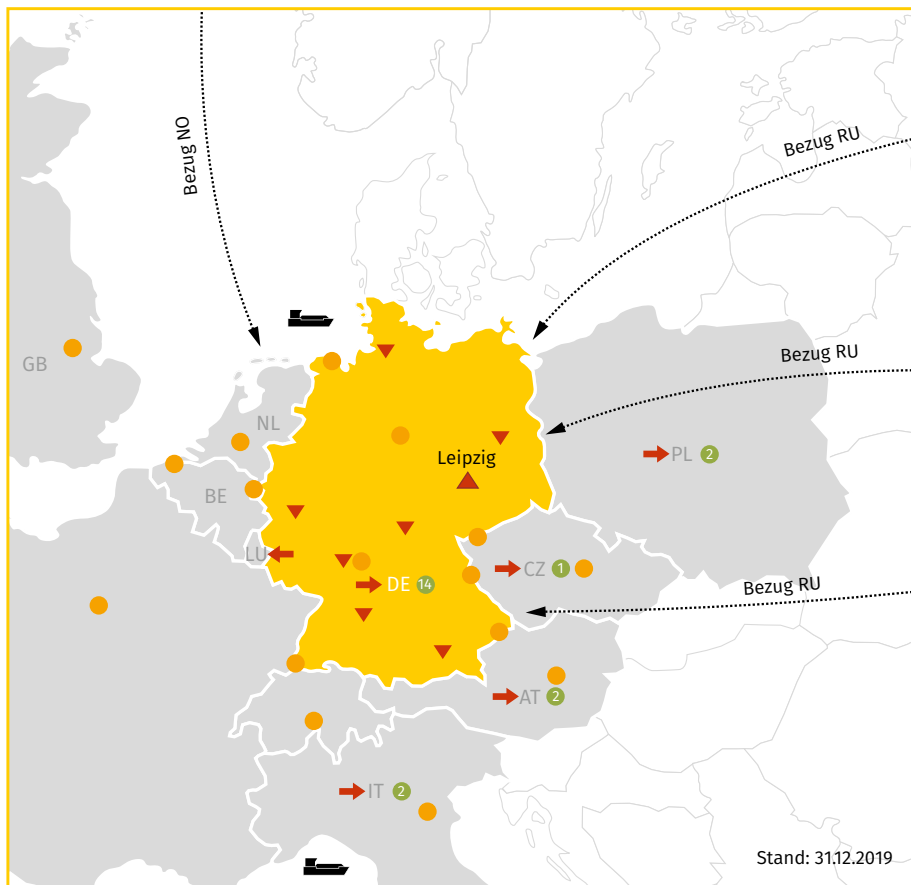 Bezug NO
Bezug RU
GB
Bezug RU
NL
Leipzig
PL 2
BE
LU
CZ 1
DE 14
Bezug RU
AT 2
IT 2
Stand: 31.12.2019